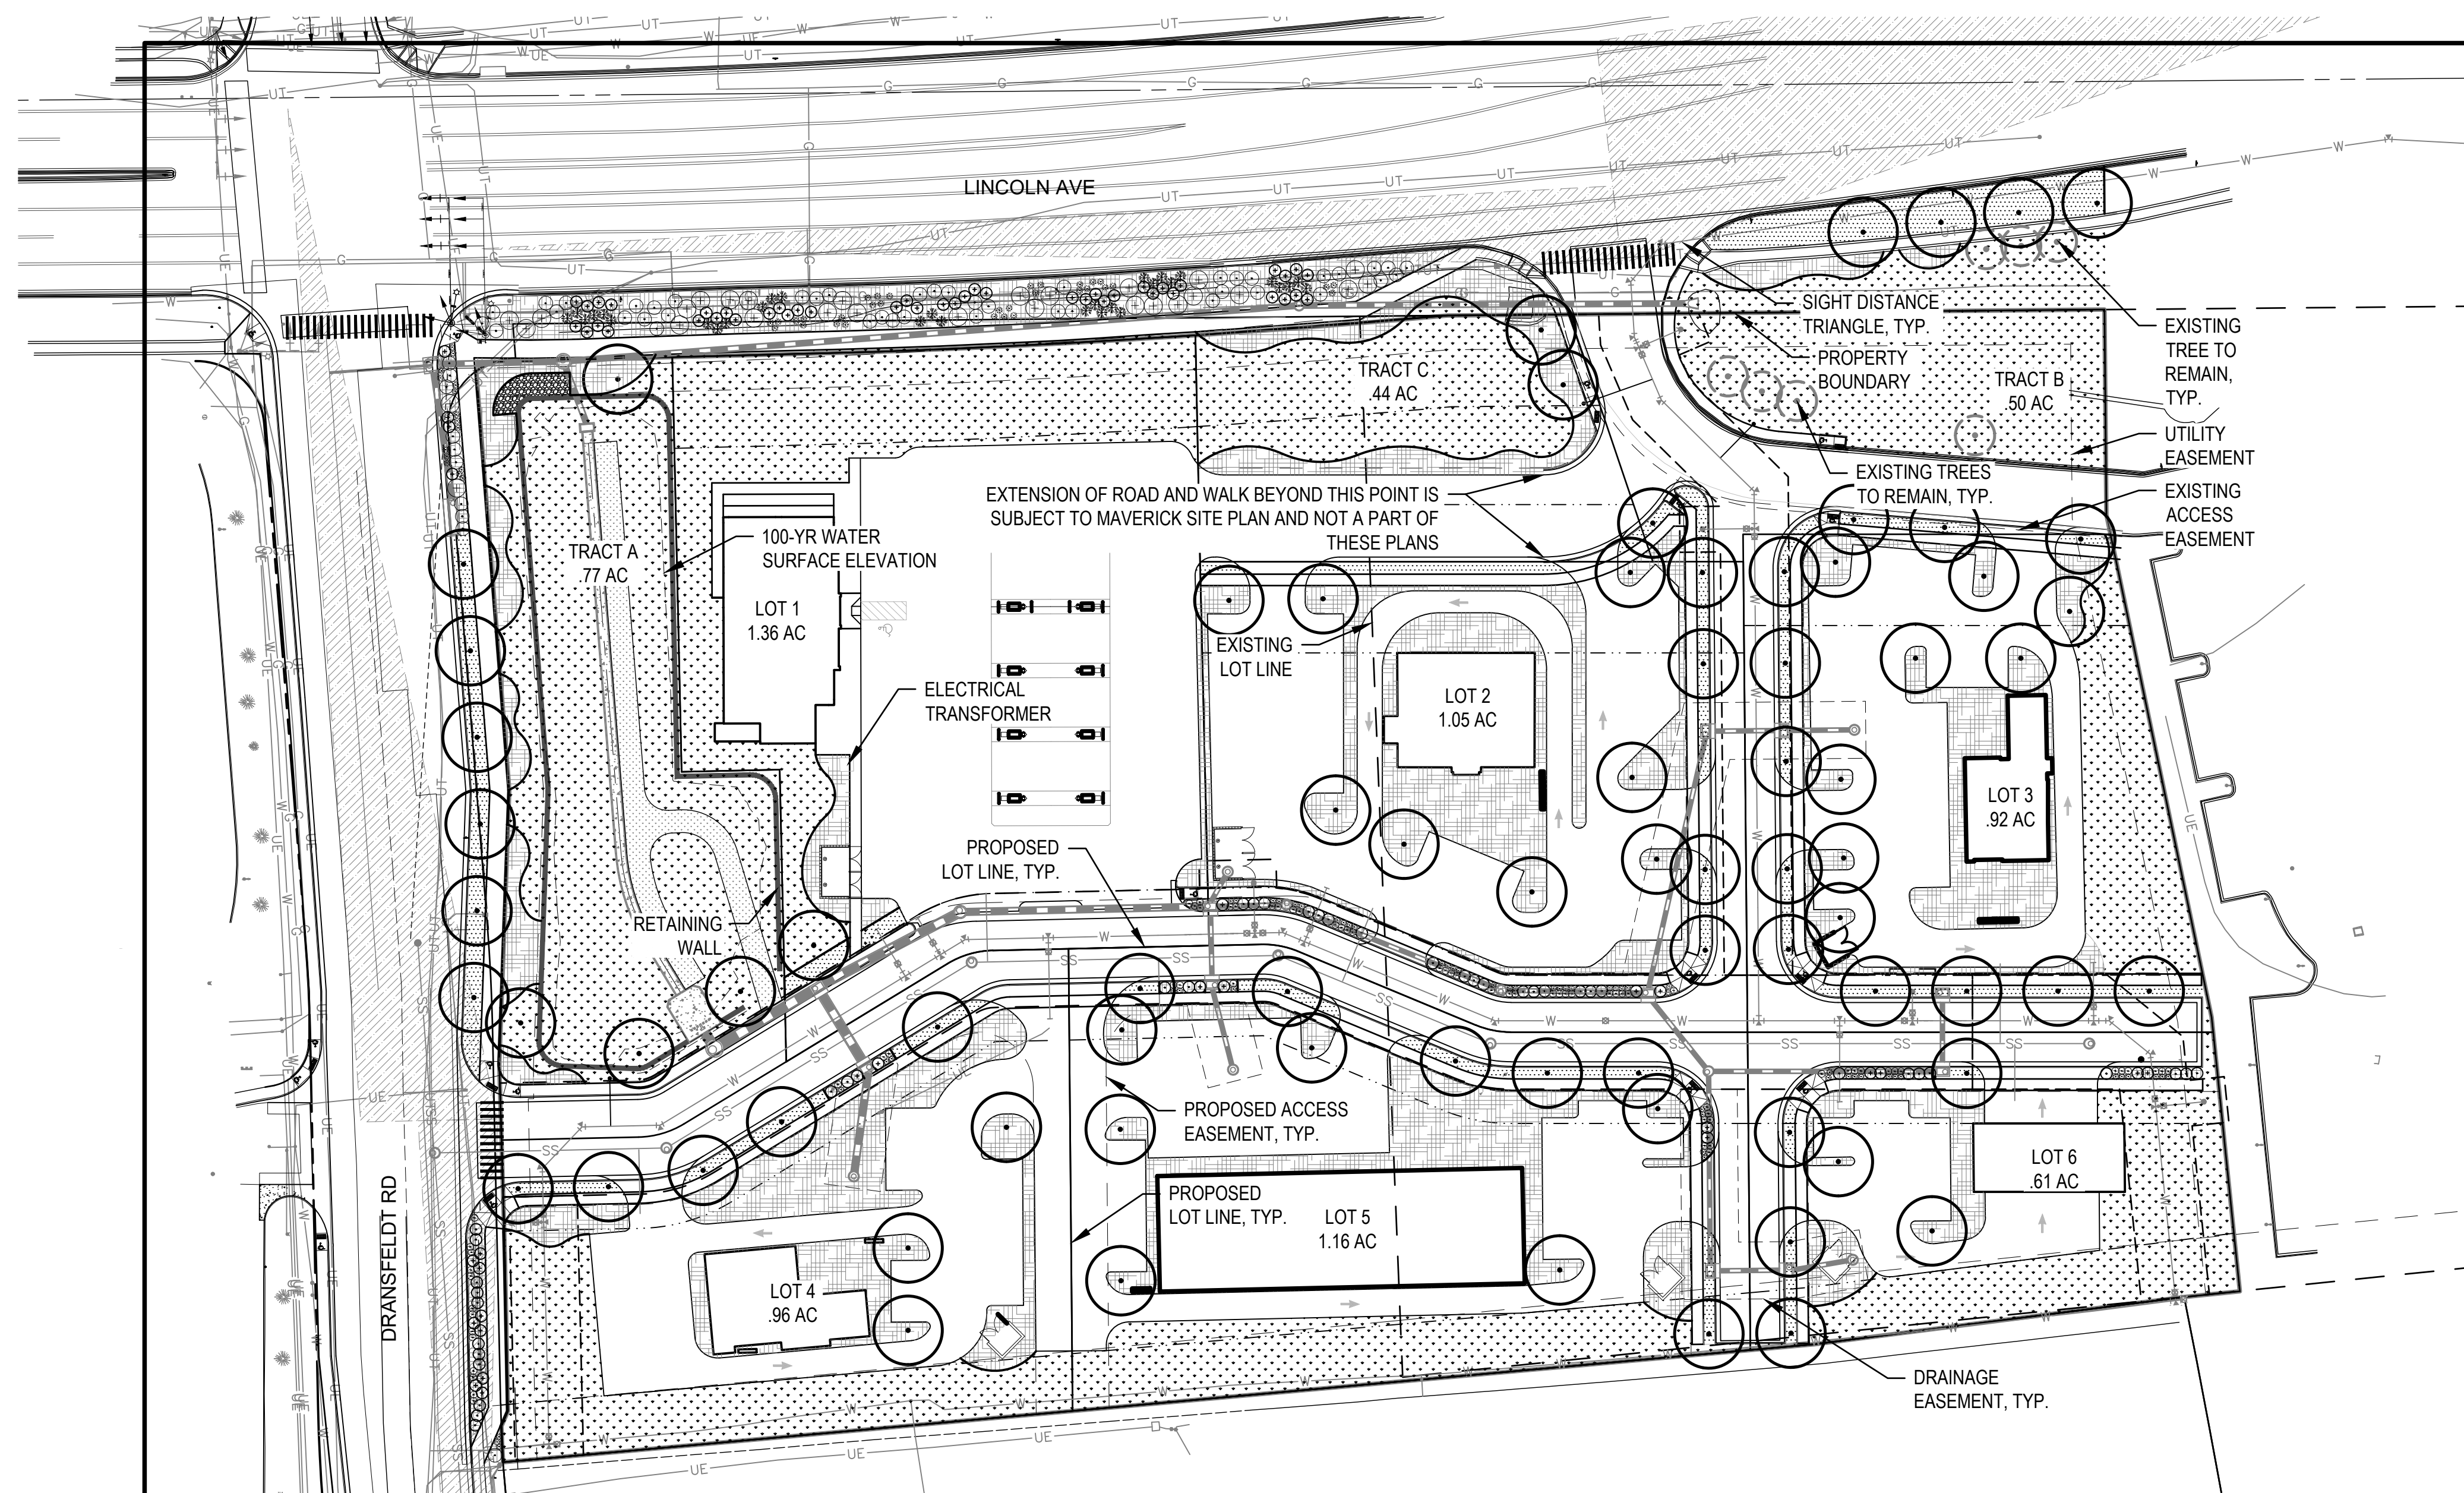 LINCOLN AVE
SIGHT DISTANCE
TRIANGLE, TYP.
EXISTING
TREE TO
REMAIN,
TYP.
PROPERTY
BOUNDARY
TRACT C
.44 AC
TRACT B
.50 AC
UTILITY
EASEMENT
EXISTING TREES
TO REMAIN, TYP.
EXISTING
ACCESS
EASEMENT
EXTENSION OF ROAD AND WALK BEYOND THIS POINT IS
SUBJECT TO MAVERICK SITE PLAN AND NOT A PART OF
THESE PLANS
100-YR WATER
SURFACE ELEVATION
TRACT A
.77 AC
LOT 1
1.36 AC
EXISTING
LOT LINE
ELECTRICAL
TRANSFORMER
LOT 2
1.05 AC
LOT 3
.92 AC
PROPOSED
LOT LINE, TYP.
RETAINING
WALL
PROPOSED ACCESS
EASEMENT, TYP.
LOT 6
.61 AC
PROPOSED
LOT LINE, TYP.
LOT 5
1.16 AC
DRANSFELDT RD
LOT 4
.96 AC
DRAINAGE
EASEMENT, TYP.